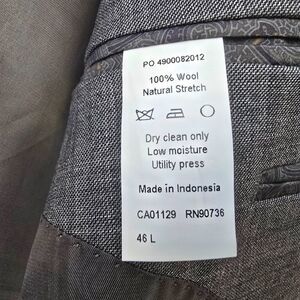 PO 4900082012
100% Wool
Natural Stretch
Dry clean only
Low moisture
Utility press
Made in Indonesia
CA01129 RN90736
46 L